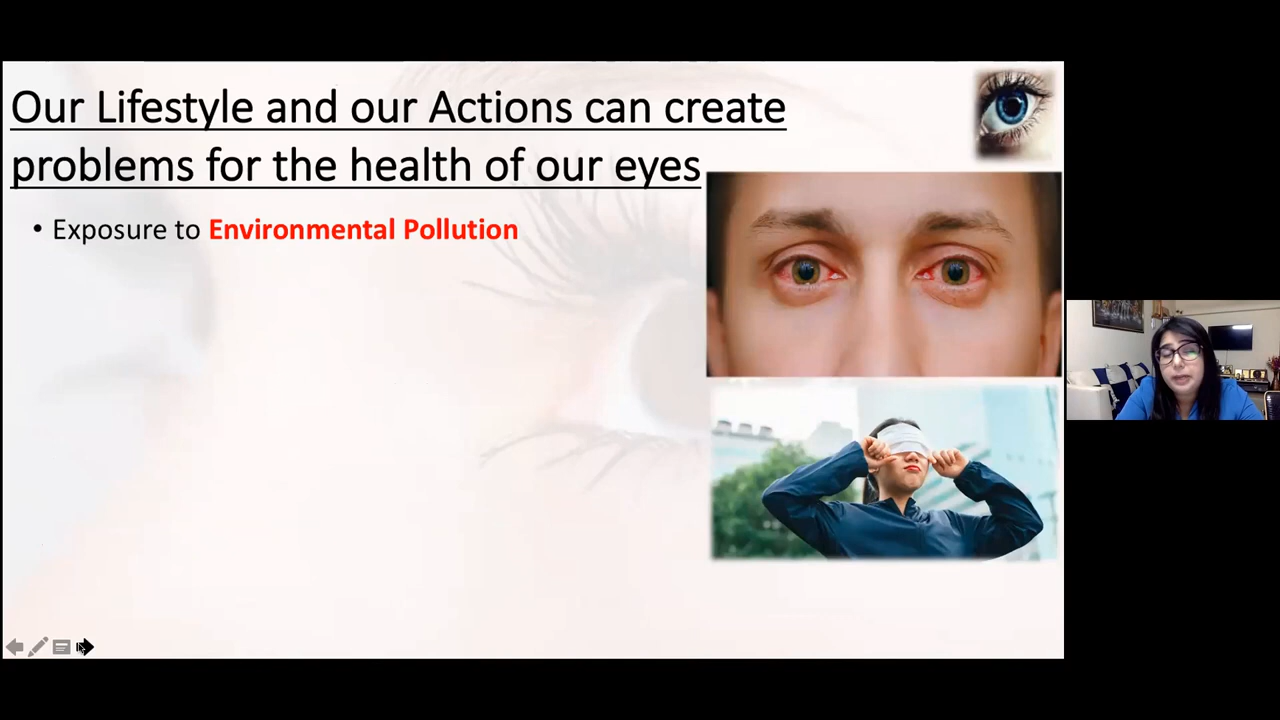 Our Lifestyle and our Actions can create
problems for the health of our eyes
• Exposure to Environmental Pollution